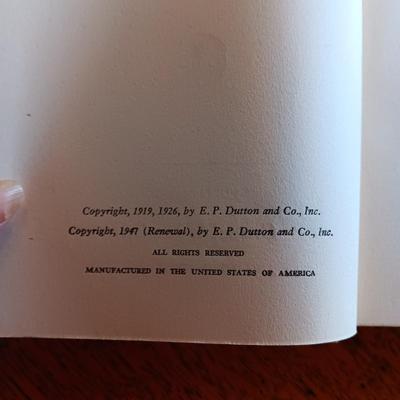 Copyright, 1919, 1926, by E. P. Dutton and Co., Inc.
Copyright, 1947 (Renewal), by E. P. Dutton and Co., Inc.
ALL RIGHTS RESERVED
MANUFACTURED IN THE UNITED STATES OF AMERICA